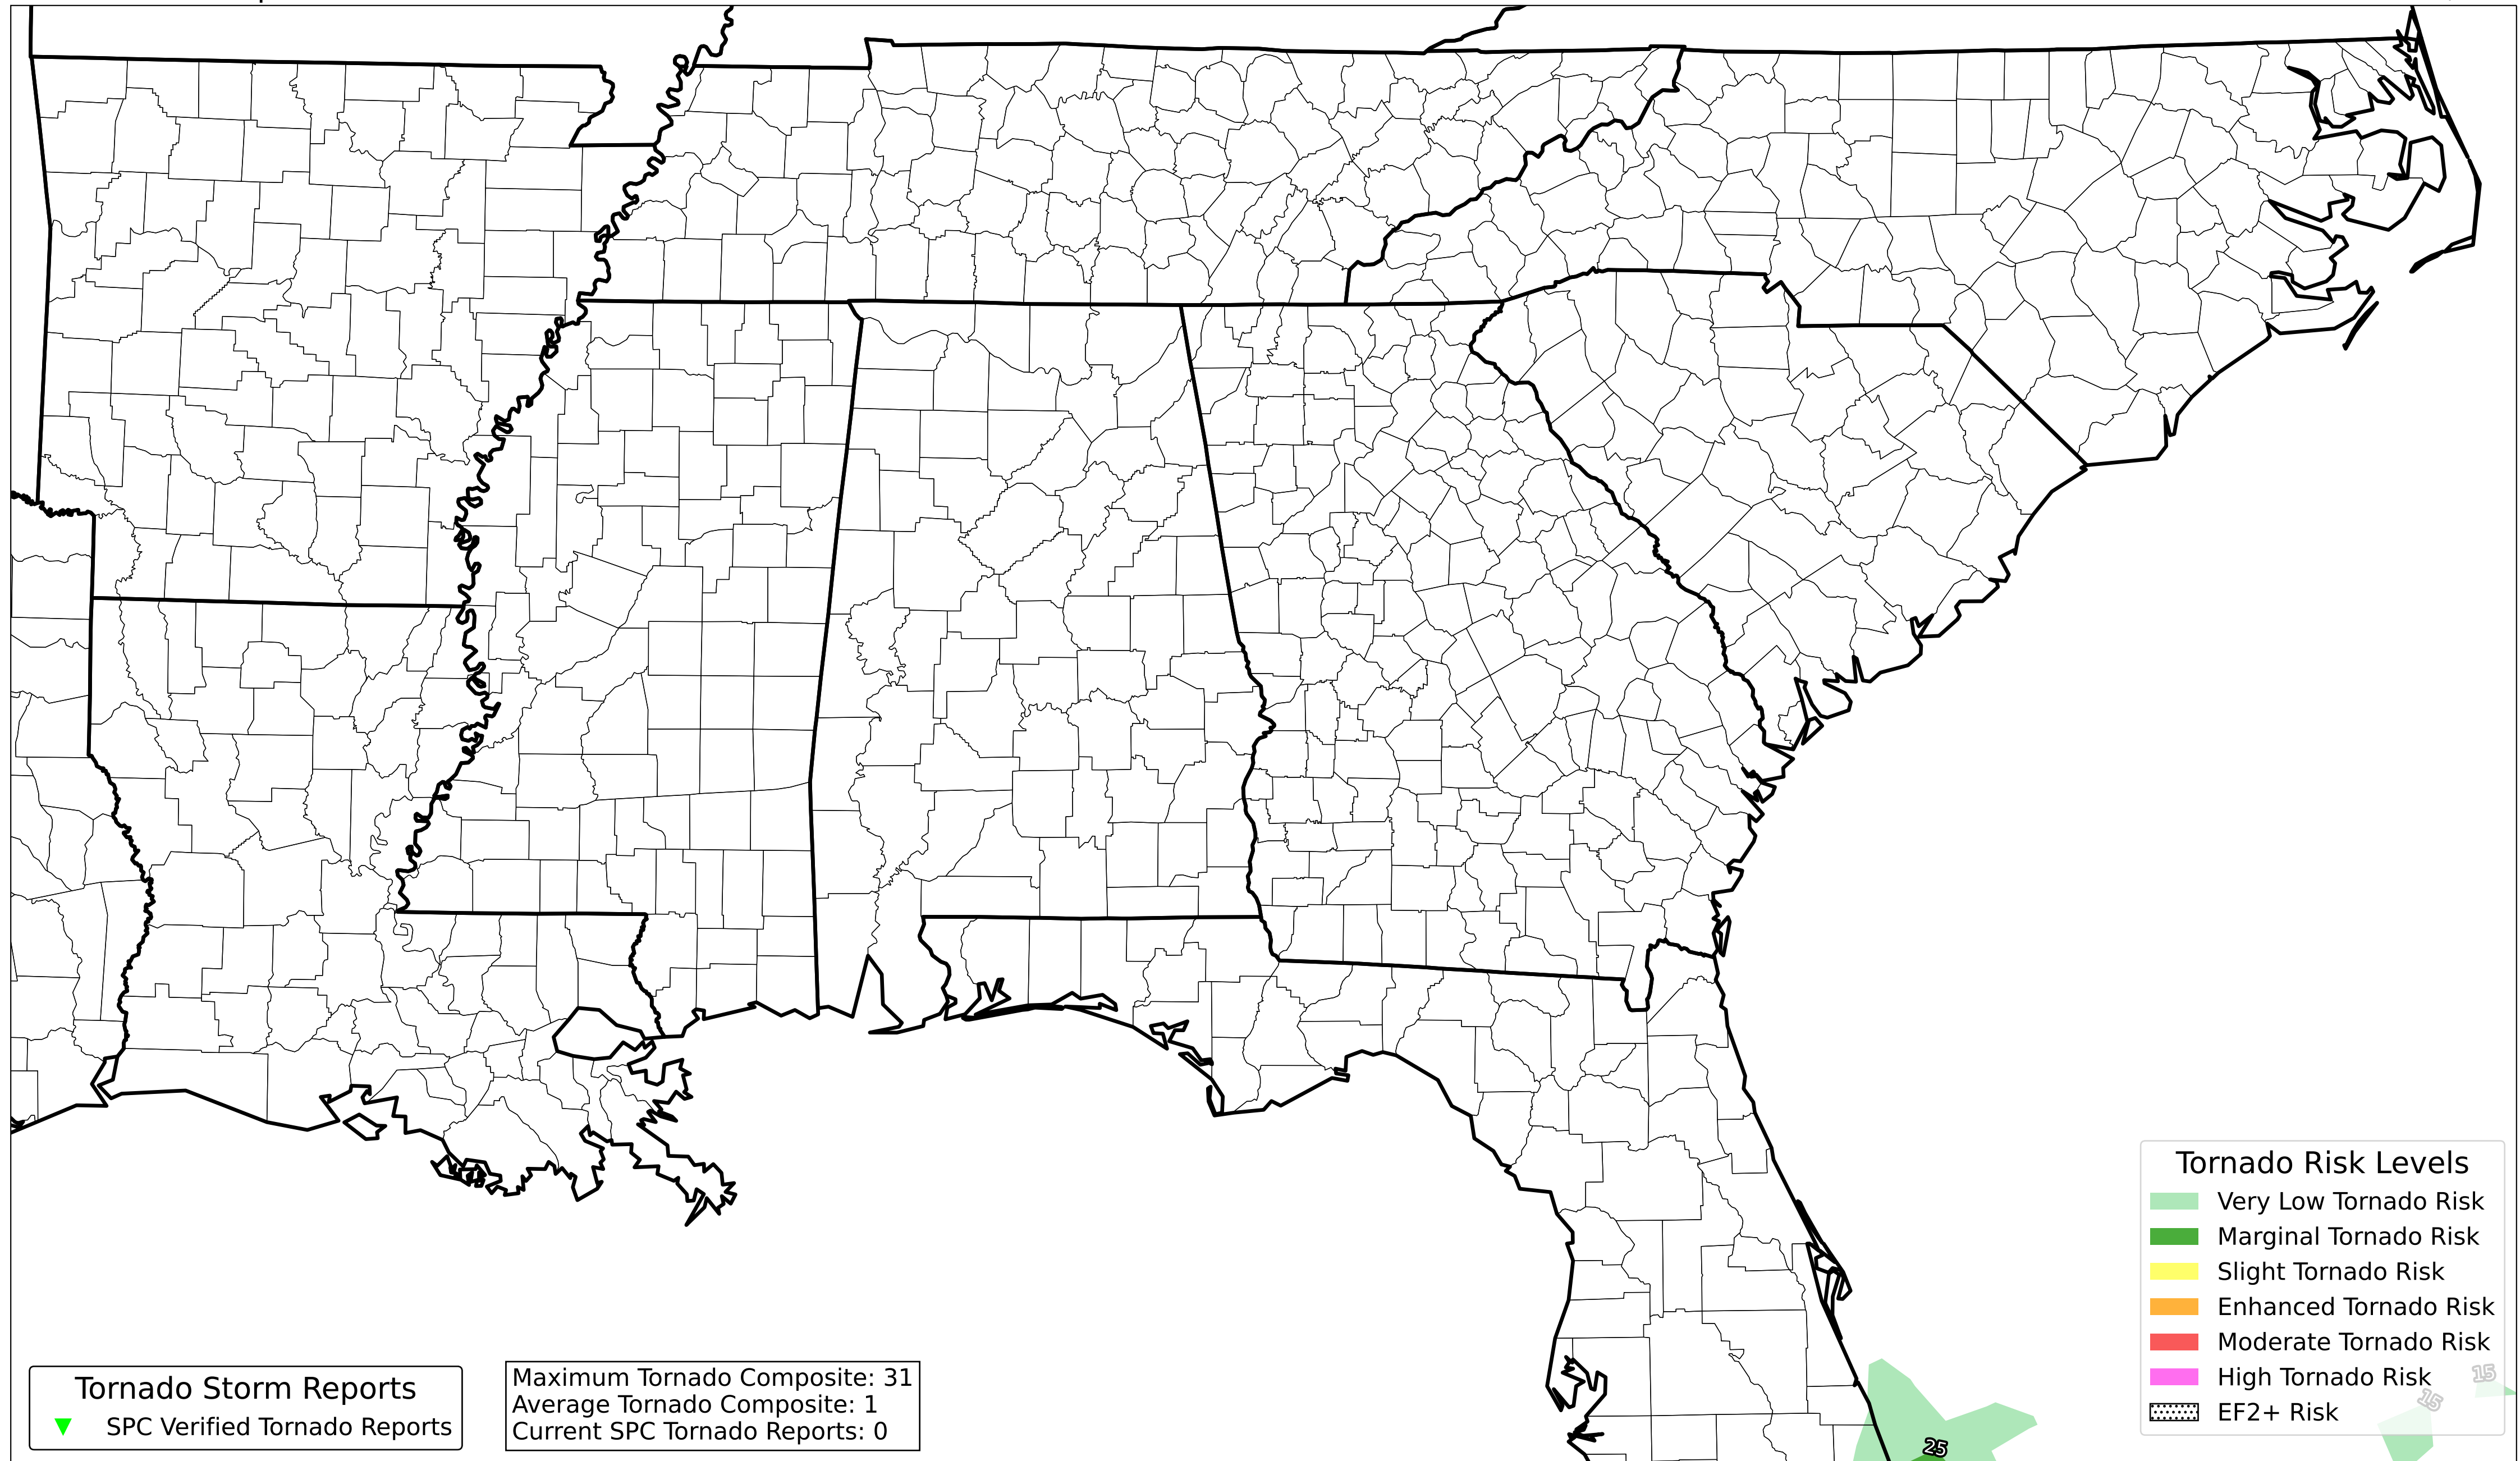 Tornado Risk Levels
Very Low Tornado Risk
Marginal Tornado Risk
Slight Tornado Risk
Enhanced Tornado Risk
Moderate Tornado Risk
High Tornado Risk
EF2+ Risk
15
15
25
Tornado Storm Reports
SPC Verified Tornado Reports
Maximum Tornado Composite: 31
Average Tornado Composite: 1
Current SPC Tornado Reports: 0